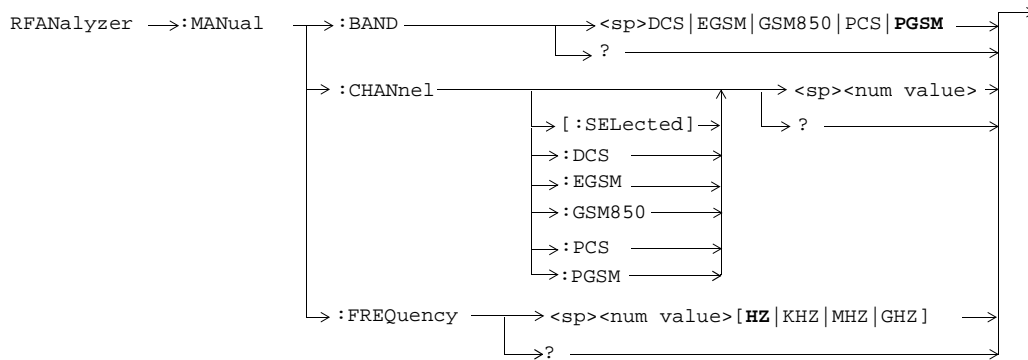 RFANalyzer :MANual :BAND <sp>DCS|EGSM|GSM850|PCS|PGSM
?
:CHANnel <sp><num value>
[:SELected] ?
:DCS
:EGSM
:GSM850
:PCS
:PGSM
:FREQuency <sp><num value>[HZ|KHZ|MHZ|GHZ]
?